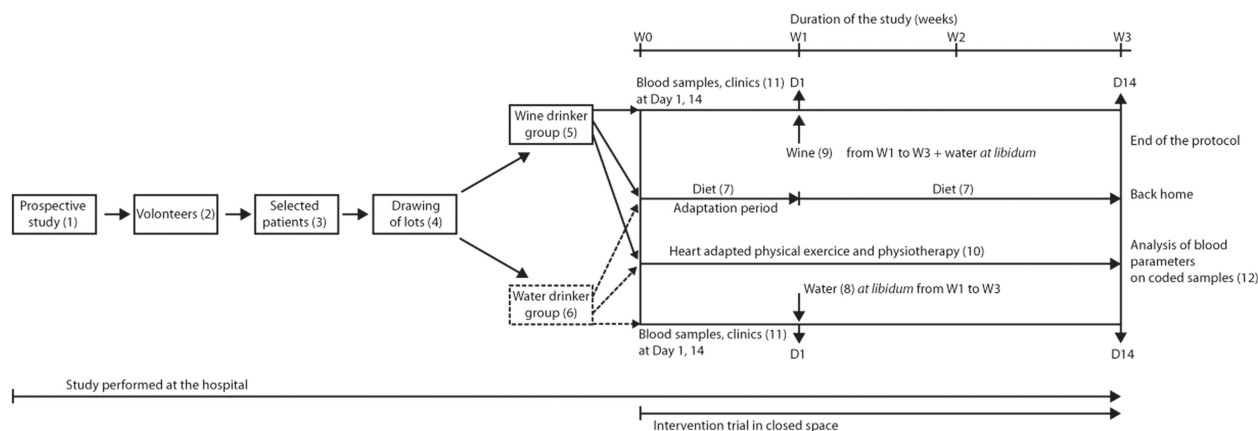 Duration of the study (weeks)
W0
W1
W2
W3
Blood samples, clinics (11)
at Day 1, 14
D1
D14
Wine drinker
group (5)
Wine (9) from W1 to W3 + water at libidum
End of the protocol
Prospective
study (1)
Volonteers (2)
Selected
patients (3)
Drawing
of lots (4)
Diet (7)
Adaptation period
Diet (7)
Back home
Heart adapted physical exercice and physiotherapy (10)
Analysis of blood
parameters
on coded samples (12)
Water drinker
group (6)
Water (8) at libidum from W1 to W3
Blood samples, clinics (11)
at Day 1, 14
D1
D14
Study performed at the hospital
Intervention trial in closed space